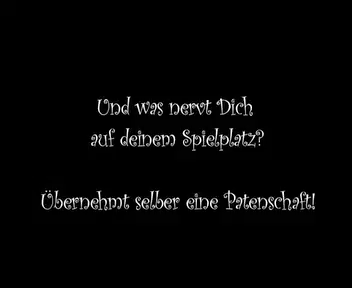 Und was nervt Dich
auf deinem Spielplatz?
Übernehmt selber eine Patenschaft!